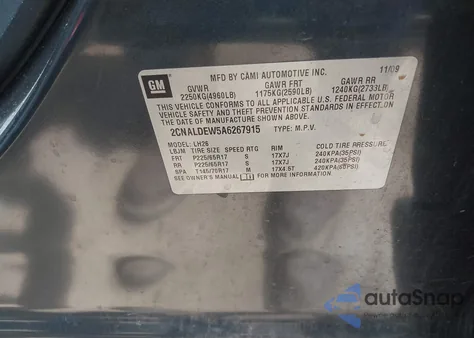 GM
MFD BY CAMI AUTOMOTIVE INC. 11/09
GVWR GAWR FRT GAWR RR
2250KG(4960LB) 1175KG(2590LB) 1240KG(2733LB)
THIS VEHICLE CONFORMS TO ALL APPLICABLE U.S. FEDERAL MOTOR
VEHICLE SAFETY, BUMPER, AND THEFT PREVENTION STANDARDS IN EFFECT
ON THE DATE OF MANUFACTURE SHOWN ABOVE.
2CNALDEW5A6267915 TYPE: M.P.V.
MODEL: LH26
LBJM TIRE SIZE SPEED RTG RIM COLD TIRE PRESSURE
FRT P225/65R17 S 17X7J 240KPA(35PSI)
RR P225/65R17 S 17X7J 240KPA(35PSI)
SPA T145/70R17 M 17X4.5T 420KPA(60PSI)
SEE OWNER'S MANUAL FOR MORE INFORMATION
autoSnap